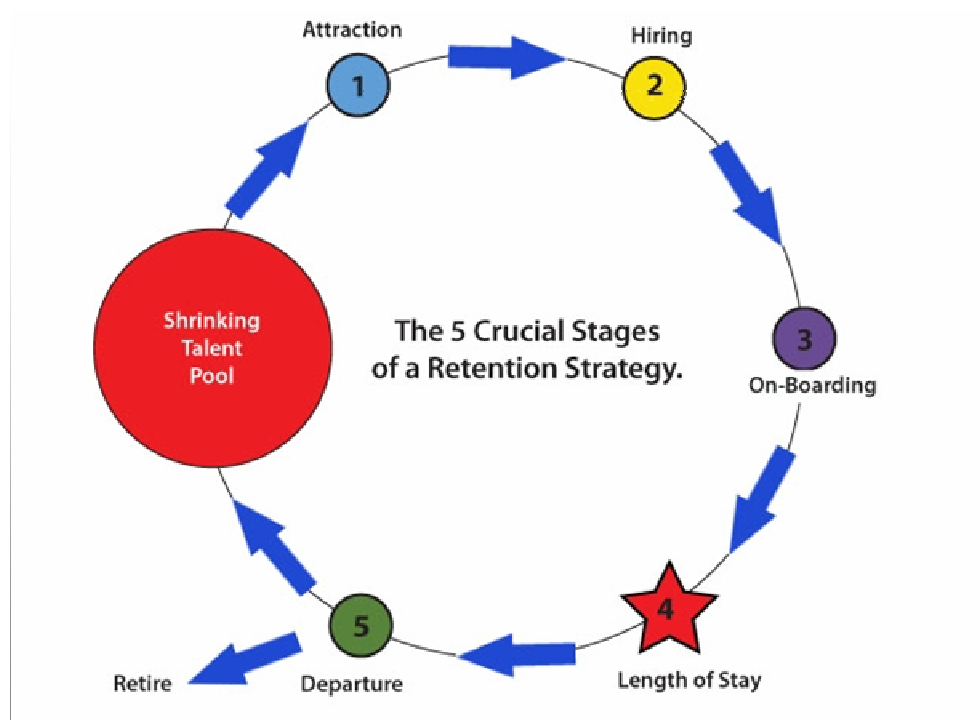 Attraction
1
Hiring
2
Shrinking
Talent
Pool
The 5 Crucial Stages
of a Retention Strategy.
3
On-Boarding
4
Length of Stay
5
Departure
Retire